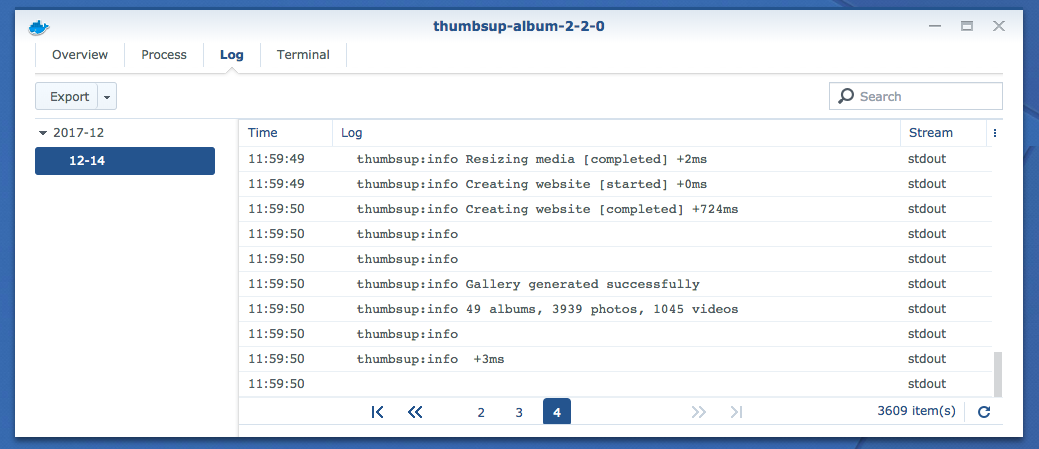 thumbsup-album-2-2-0
Overview Process Log Terminal
Export Search
2017-12
12-14
Time Log Stream
11:59:49 thumbsup:info Resizing media [completed] +2ms stdout
11:59:49 thumbsup:info Creating website [started] +0ms stdout
11:59:50 thumbsup:info Creating website [completed] +724ms stdout
11:59:50 thumbsup:info stdout
11:59:50 thumbsup:info stdout
11:59:50 thumbsup:info Gallery generated successfully stdout
11:59:50 thumbsup:info 49 albums, 3939 photos, 1045 videos stdout
11:59:50 thumbsup:info stdout
11:59:50 thumbsup:info +3ms stdout
11:59:50 stdout
2 3 4 3609 item(s)